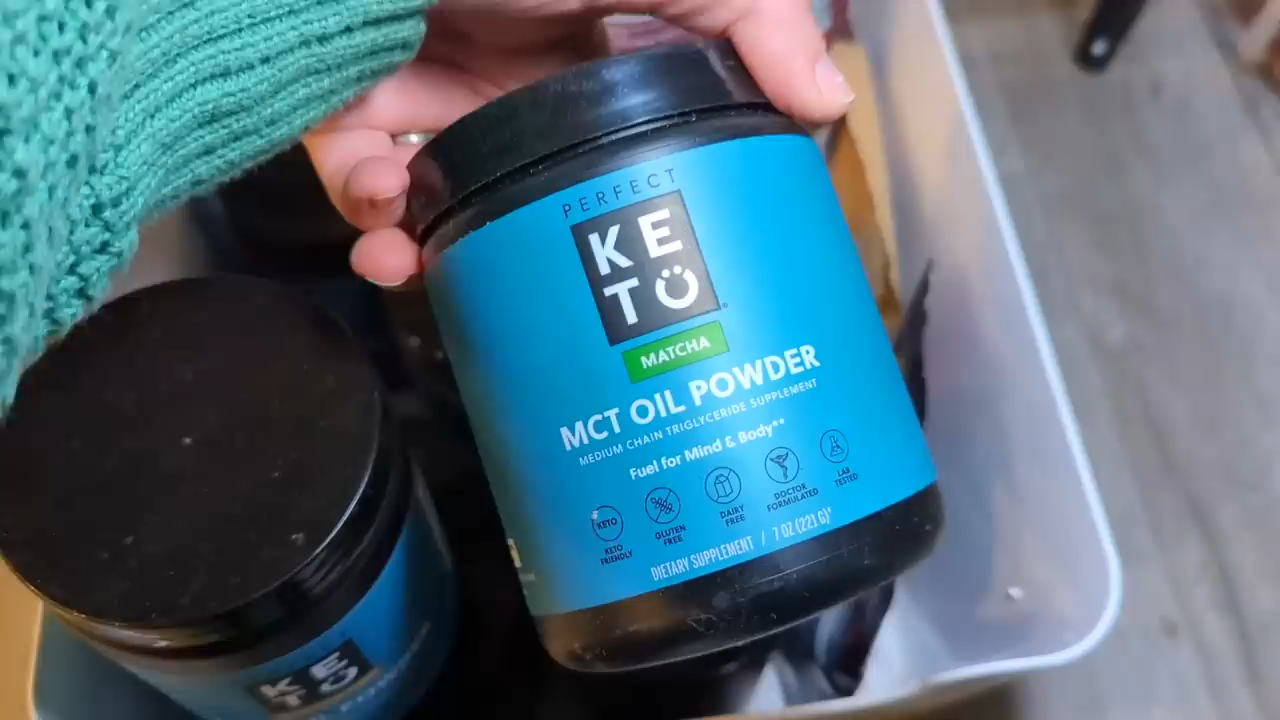 PERFECT
KE
TO
MATCHA
MCT OIL POWDER
MEDIUM CHAIN TRIGLYCERIDE SUPPLEMENT
Fuel for Mind & Body**
KETO
KETO
FRIENDLY
GLUTEN
FREE
DAIRY
FREE
DOCTOR
FORMULATED
LAB
TESTED
DIETARY SUPPLEMENT / 7 OZ (221 G)*
KE
TO